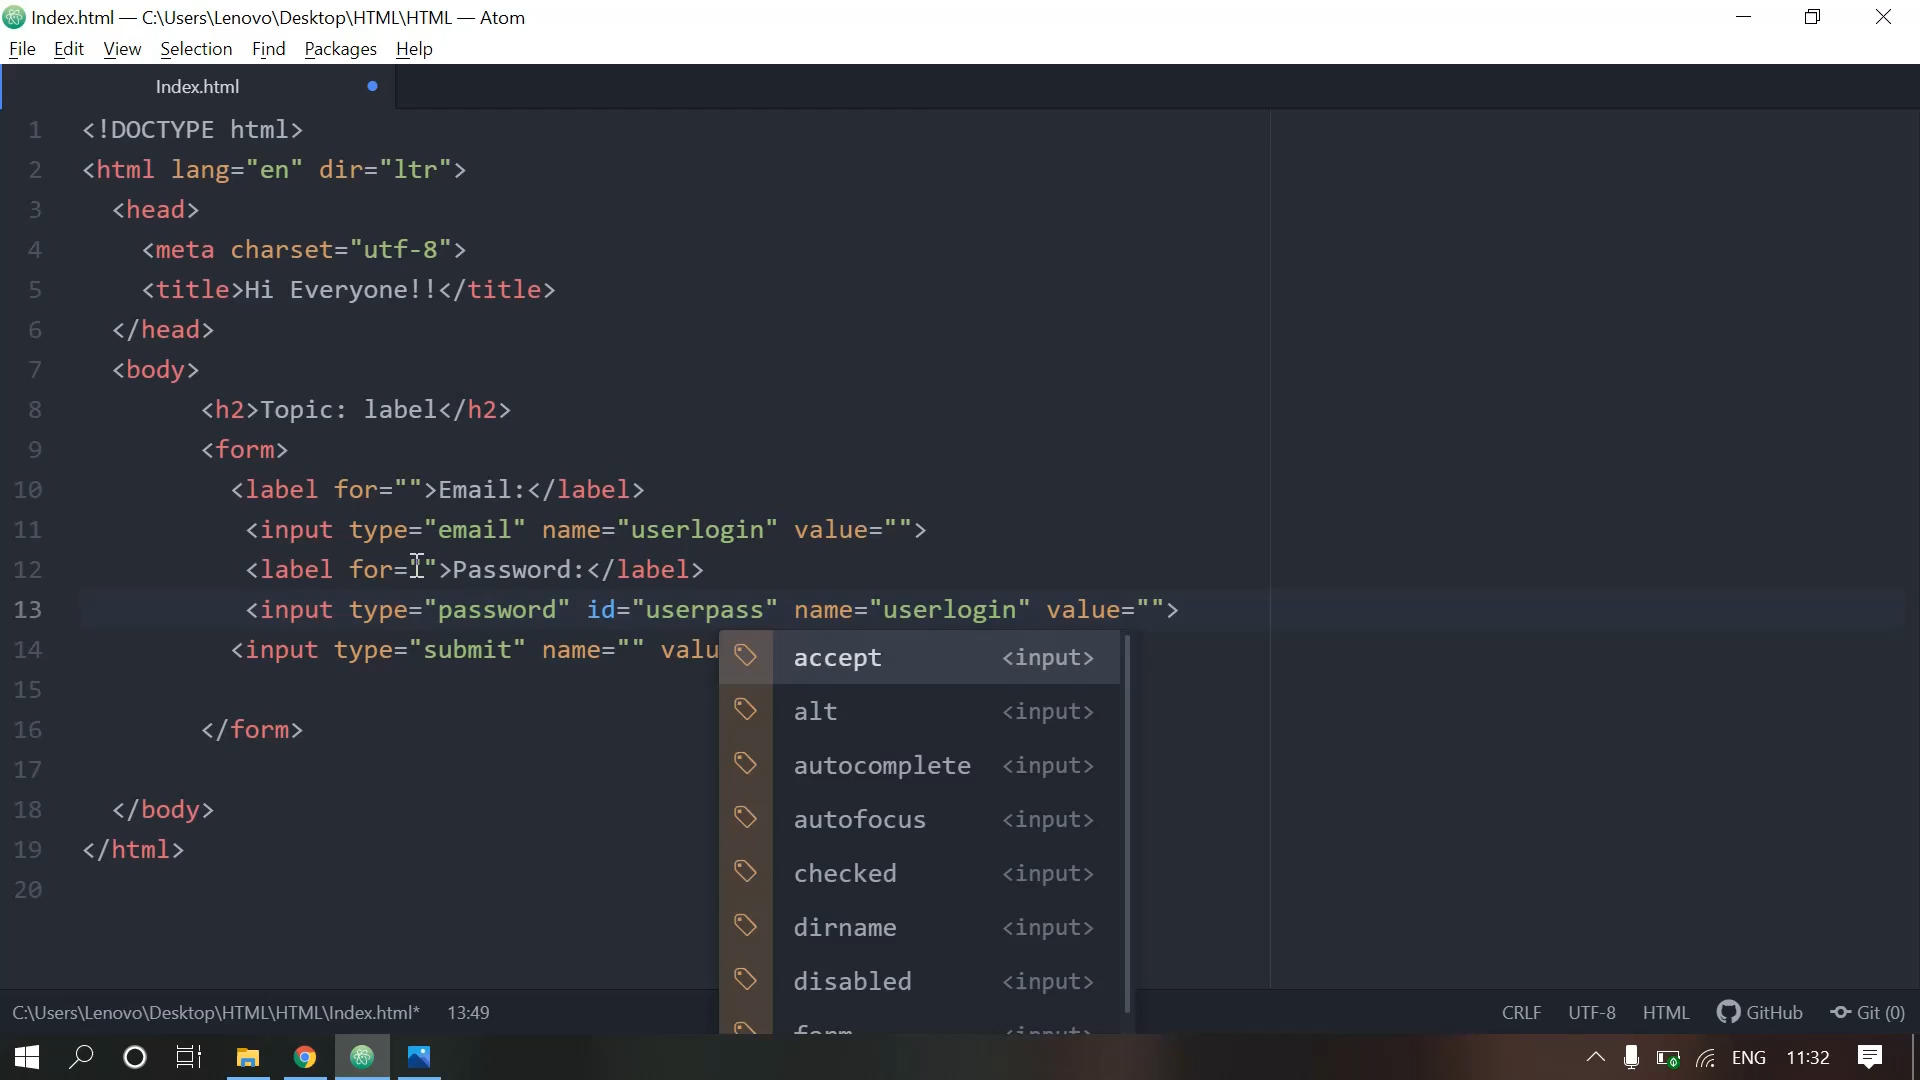 Index.html — C:\Users\Lenovo\Desktop\HTML\HTML — Atom
File Edit View Selection Find Packages Help
Index.html
1 <!DOCTYPE html>
2 <html lang="en" dir="ltr">
3 <head>
4 <meta charset="utf-8">
5 <title>Hi Everyone!!</title>
6 </head>
7 <body>
8 <h2>Topic: label</h2>
9 <form>
10 <label for="">Email:</label>
11 <input type="email" name="userlogin" value="">
12 <label for="">Password:</label>
13 <input type="password" id="userpass" name="userlogin" value="">
14 <input type="submit" name="" valu
accept <input>
alt <input>
autocomplete <input>
autofocus <input>
checked <input>
dirname <input>
disabled <input>
15
16 </form>
17
18 </body>
19 </html>
20
C:\Users\Lenovo\Desktop\HTML\HTML\Index.html* 13:49 CRLF UTF-8 HTML GitHub Git (0)
ENG 11:32